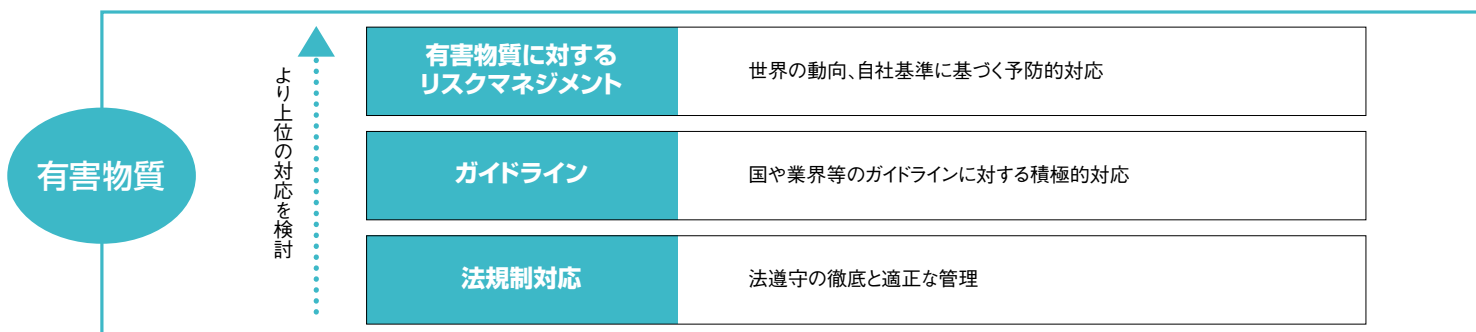 有害物質
より上位の対応を検討
有害物質に対する
リスクマネジメント
世界の動向、自社基準に基づく予防的対応
ガイドライン
国や業界等のガイドラインに対する積極的対応
法規制対応
法遵守の徹底と適正な管理